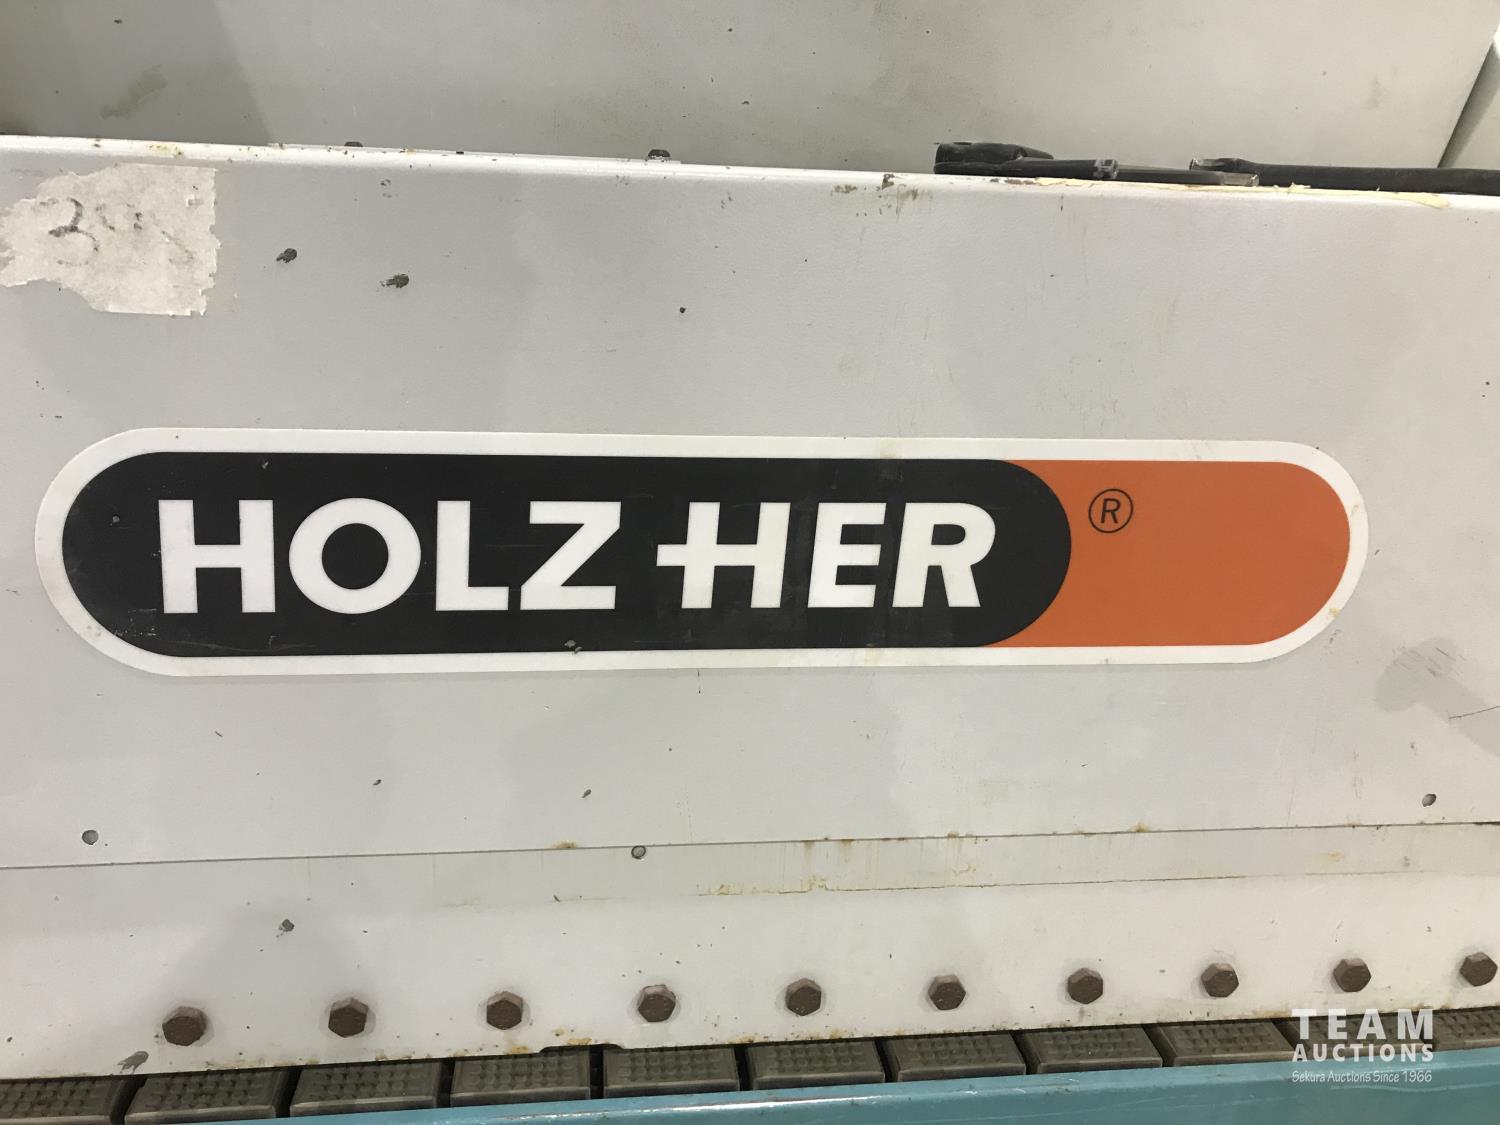 HOLZ-HER ®
TEAM
AUCTIONS
Sekura Auctions Since 1966